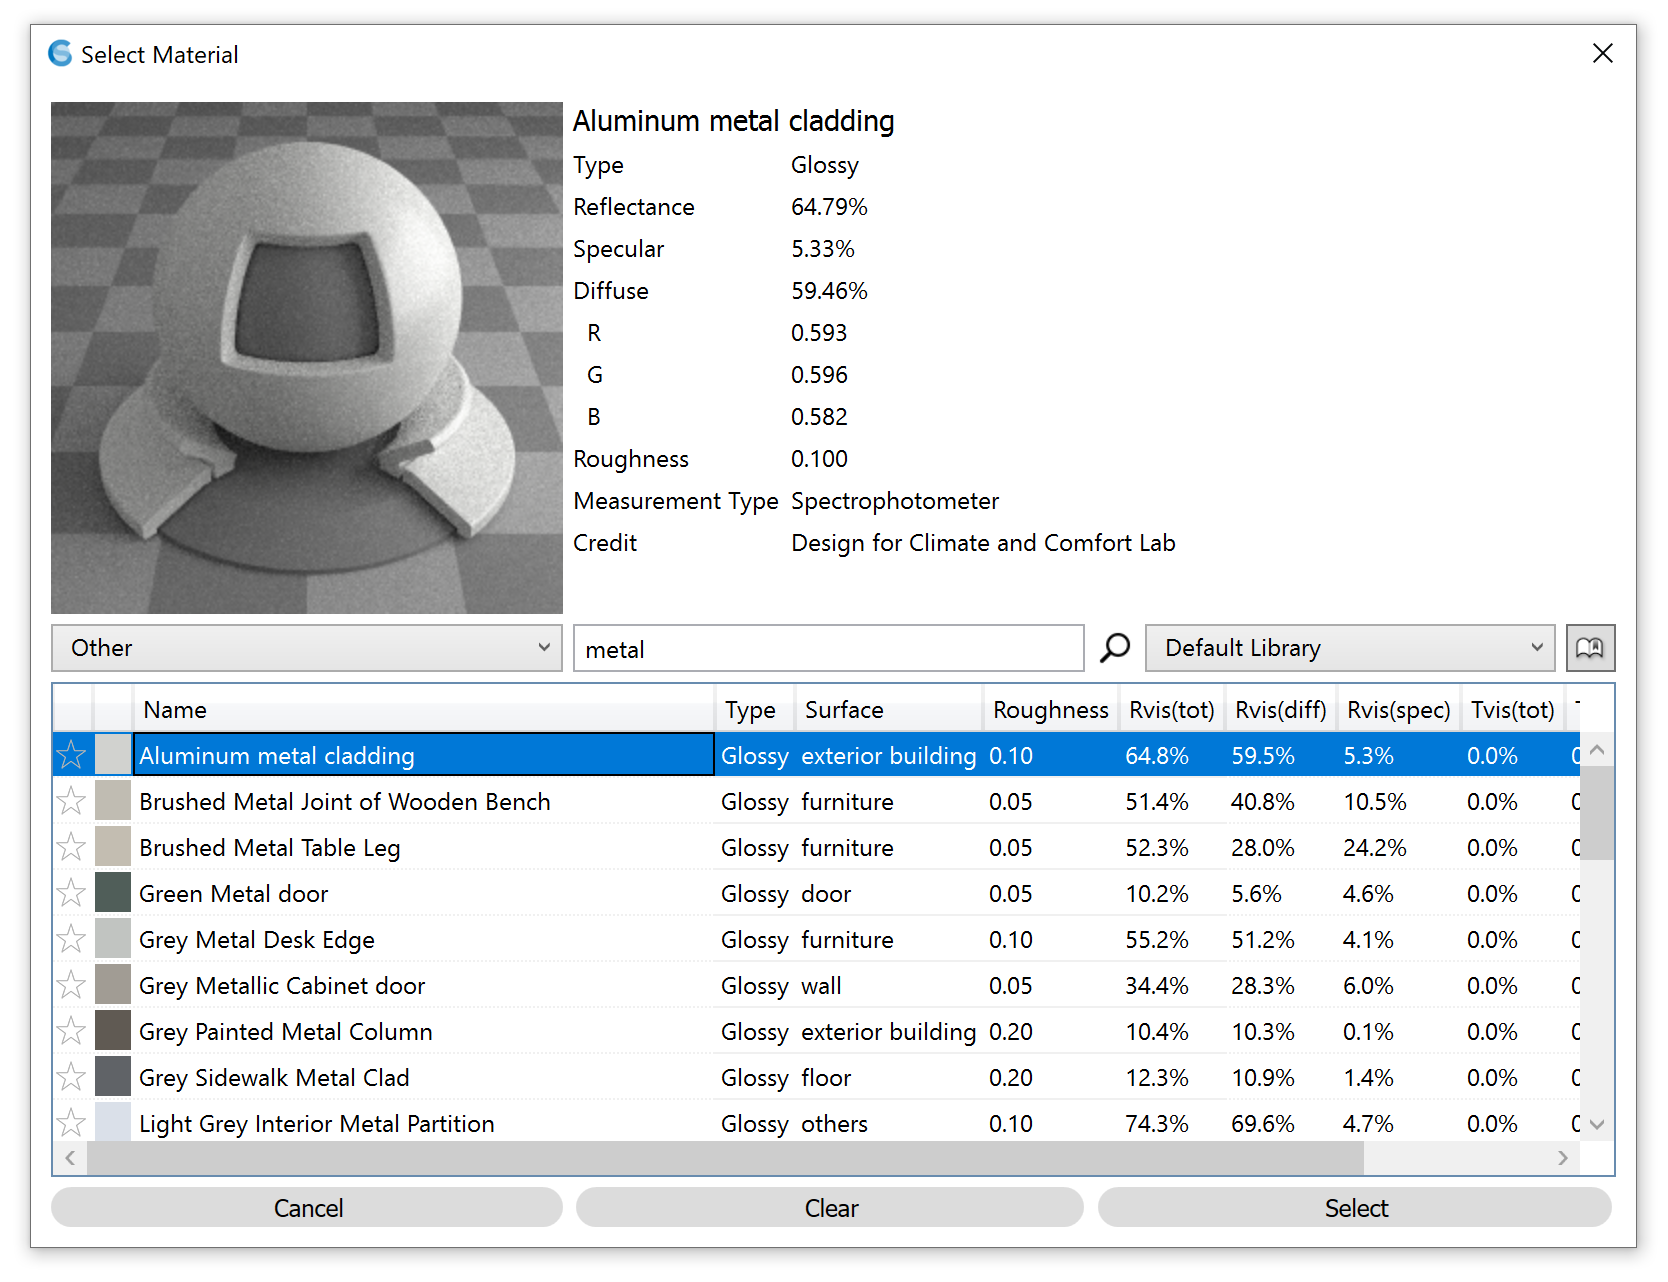 Select Material
Aluminum metal cladding
Type Glossy
Reflectance 64.79%
Specular 5.33%
Diffuse 59.46%
R 0.593
G 0.596
B 0.582
Roughness 0.100
Measurement Type Spectrophotometer
Credit Design for Climate and Comfort Lab
Other metal Default Library
Name Type Surface Roughness Rvis(tot) Rvis(diff) Rvis(spec) Tvis(tot)
Aluminum metal cladding Glossy exterior building 0.10 64.8% 59.5% 5.3% 0.0%
Brushed Metal Joint of Wooden Bench Glossy furniture 0.05 51.4% 40.8% 10.5% 0.0%
Brushed Metal Table Leg Glossy furniture 0.05 52.3% 28.0% 24.2% 0.0%
Green Metal door Glossy door 0.05 10.2% 5.6% 4.6% 0.0%
Grey Metal Desk Edge Glossy furniture 0.10 55.2% 51.2% 4.1% 0.0%
Grey Metallic Cabinet door Glossy wall 0.05 34.4% 28.3% 6.0% 0.0%
Grey Painted Metal Column Glossy exterior building 0.20 10.4% 10.3% 0.1% 0.0%
Grey Sidewalk Metal Clad Glossy floor 0.20 12.3% 10.9% 1.4% 0.0%
Light Grey Interior Metal Partition Glossy others 0.10 74.3% 69.6% 4.7% 0.0%
Cancel Clear Select